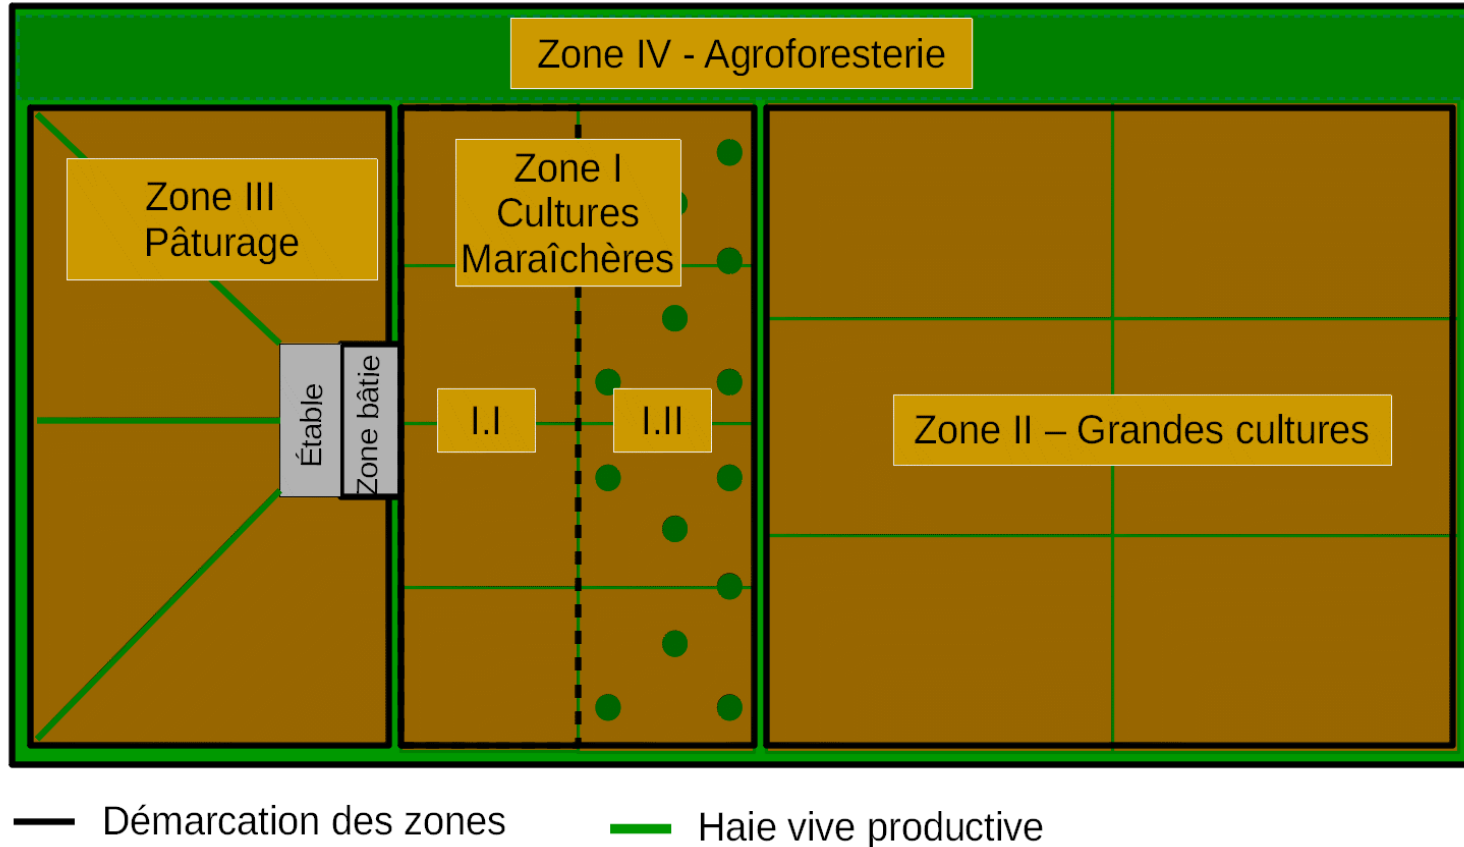 Zone IV - Agroforesterie
Zone III
Pâturage
Zone I
Cultures
Maraîchères
Étable
Zone bâtie
I.I
I.II
Zone II – Grandes cultures
Démarcation des zones
Haie vive productive